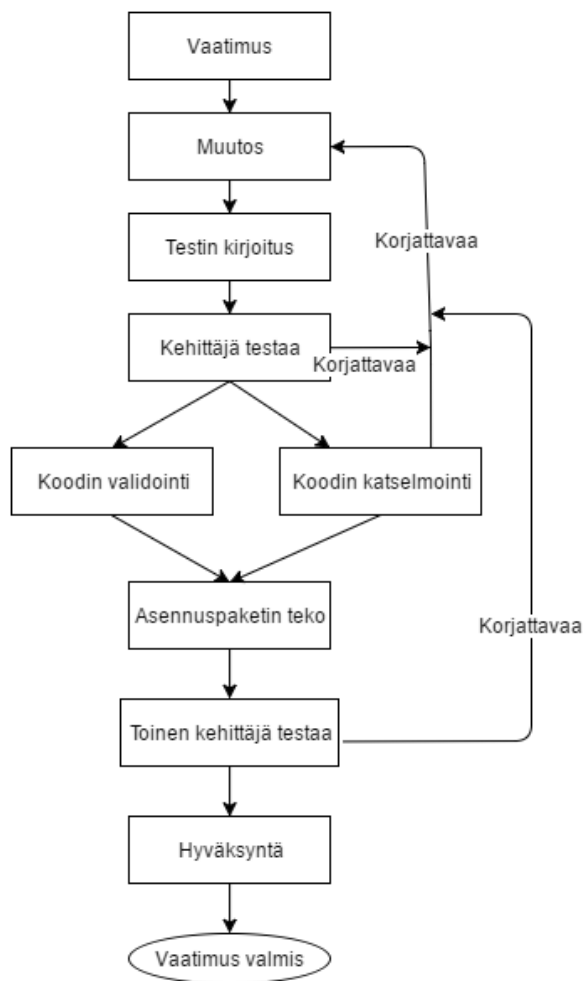 Vaatimus
Muutos
Testin kirjoitus
Korjattavaa
Kehittäjä testaa
Korjattavaa
Koodin validointi
Koodin katselmointi
Asennuspaketin teko
Korjattavaa
Toinen kehittäjä testaa
Hyväksyntä
Vaatimus valmis